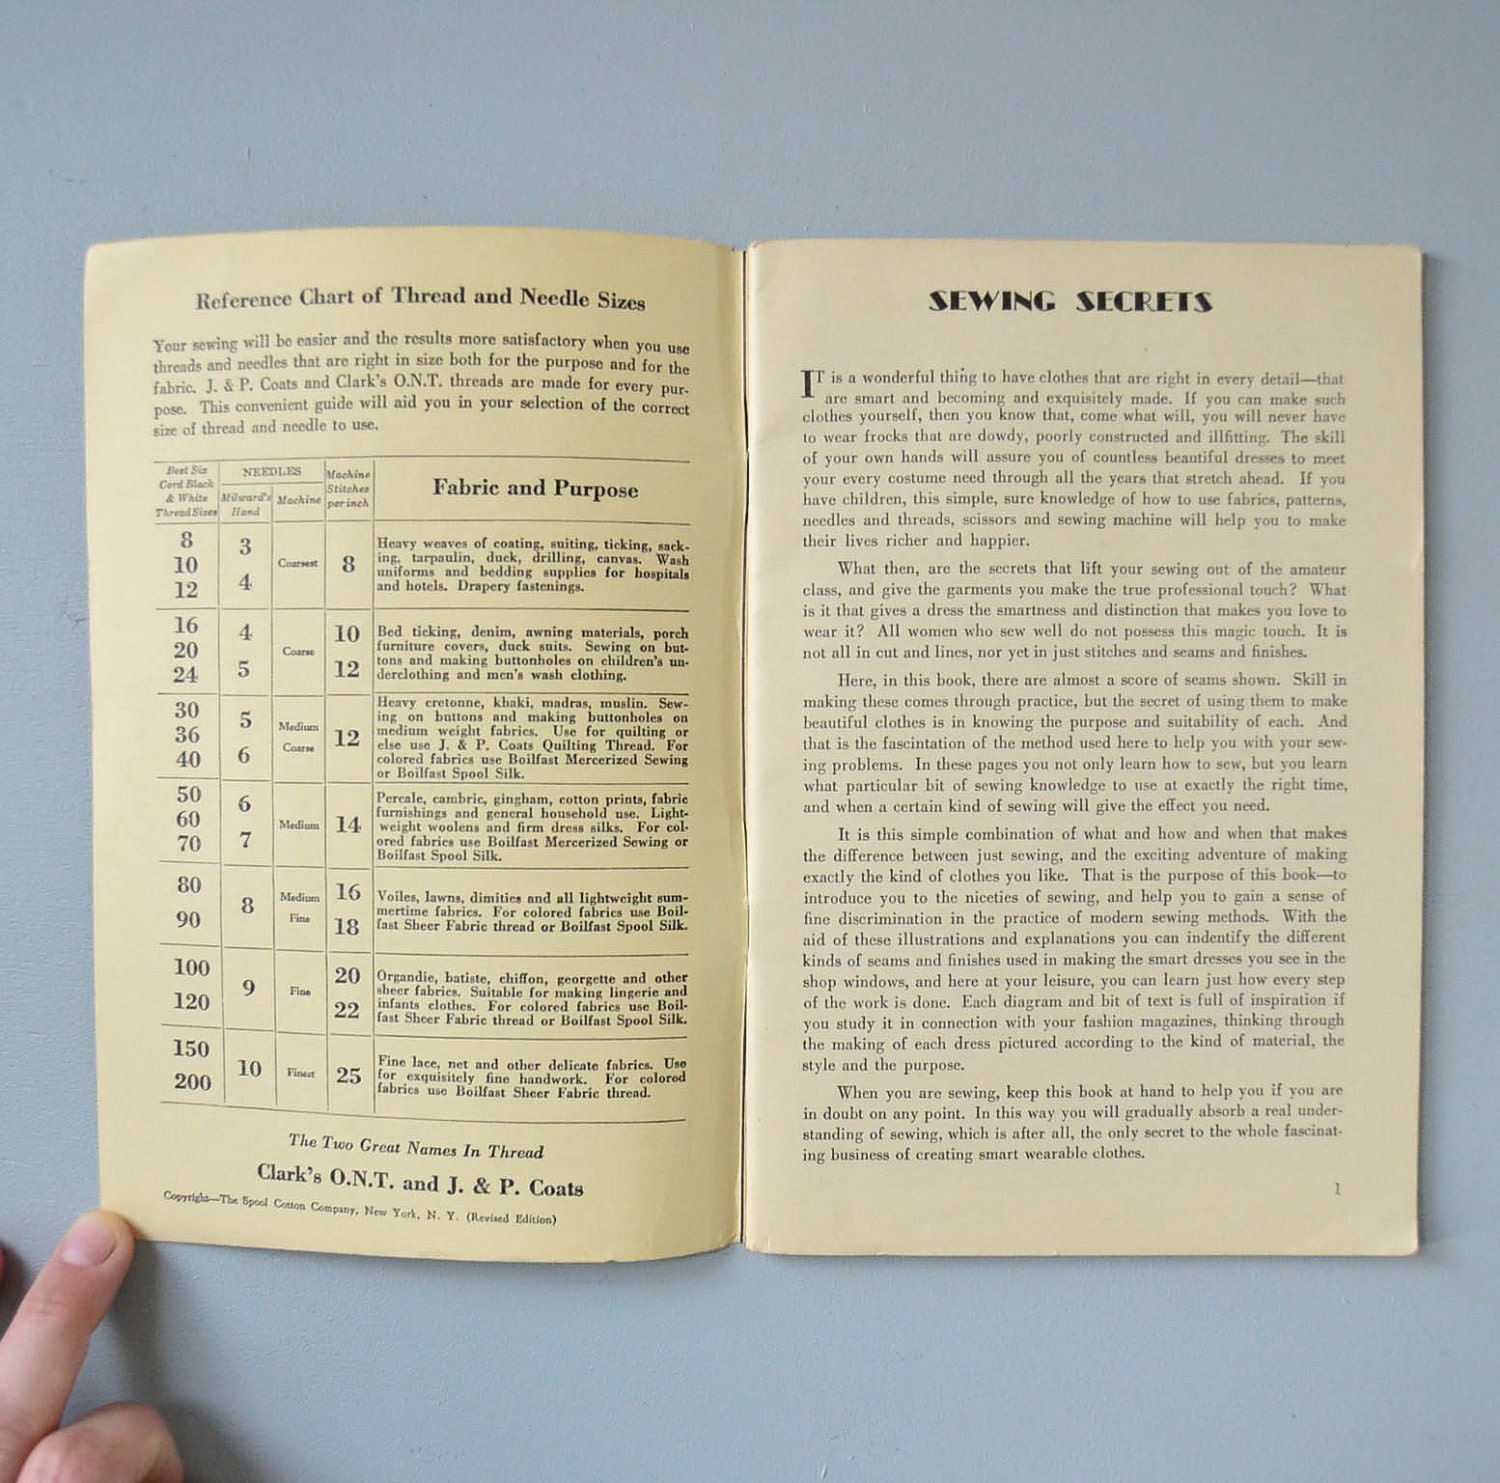 Reference Chart of Thread and Needle Sizes
Your sewing will be easier and the results more satisfactory when you use
threads and needles that are right in size both for the purpose and for the
fabric. J. & P. Coats and Clark's O.N.T. threads are made for every pur-
pose. This convenient guide will aid you in your selection of the correct
size of thread and needle to use.
Best Six
Cord Black
& White
Thread Sizes
NEEDLES
Milward's
Hand
Machine
Machine
Stitches
per inch
Fabric and Purpose
8
10
12
3
4
Coarsest
8
Heavy weaves of coating, suiting, ticking, sack-
ing, tarpaulin, duck, drilling, canvas. Wash
uniforms and bedding supplies for hospitals
and hotels. Drapery fastenings.
16
20
24
4
5
Coarse
10
12
Bed ticking, denim, awning materials, porch
furniture covers, duck suits. Sewing on but-
tons and making buttonholes on children's un-
derclothing and men's wash clothing.
30
36
40
5
6
Medium
Coarse
12
Heavy cretonne, khaki, madras, muslin. Sew-
ing on buttons and making buttonholes on
medium weight fabrics. Use for quilting or
else use J. & P. Coats Quilting Thread. For
colored fabrics use Boilfast Mercerized Sewing
or Boilfast Spool Silk.
50
60
70
6
7
Medium
14
Percale, cambric, gingham, cotton prints, fabric
furnishings and general household use. Light-
weight woolens and firm dress silks. For col-
ored fabrics use Boilfast Mercerized Sewing or
Boilfast Spool Silk.
80
90
8
Medium
Fine
16
18
Voiles, lawns, dimities and all lightweight sum-
mertime fabrics. For colored fabrics use Boil-
fast Sheer Fabric thread or Boilfast Spool Silk.
100
120
9
Fine
20
22
Organdie, batiste, chiffon, georgette and other
sheer fabrics. Suitable for making lingerie and
infants clothes. For colored fabrics use Boil-
fast Sheer Fabric thread or Boilfast Spool Silk.
150
200
10
Finest
25
Fine lace, net and other delicate fabrics. Use
for exquisitely fine handwork. For colored
fabrics use Boilfast Sheer Fabric thread.
The Two Great Names In Thread
Clark's O.N.T. and J. & P. Coats
Copyright—The Spool Cotton Company, New York, N. Y. (Revised Edition)
SEWING SECRETS
IT is a wonderful thing to have clothes that are right in every detail—that
are smart and becoming and exquisitely made. If you can make such
clothes yourself, then you know that, come what will, you will never have
to wear frocks that are dowdy, poorly constructed and illfitting. The skill
of your own hands will assure you of countless beautiful dresses to meet
your every costume need through all the years that stretch ahead. If you
have children, this simple, sure knowledge of how to use fabrics, patterns,
needles and threads, scissors and sewing machine will help you to make
their lives richer and happier.
What then, are the secrets that lift your sewing out of the amateur
class, and give the garments you make the true professional touch? What
is it that gives a dress the smartness and distinction that makes you love to
wear it? All women who sew well do not possess this magic touch. It is
not all in cut and lines, nor yet in just stitches and seams and finishes.
Here, in this book, there are almost a score of seams shown. Skill in
making these comes through practice, but the secret of using them to make
beautiful clothes is in knowing the purpose and suitability of each. And
that is the fascintation of the method used here to help you with your sew-
ing problems. In these pages you not only learn how to sew, but you learn
what particular bit of sewing knowledge to use at exactly the right time,
and when a certain kind of sewing will give the effect you need.
It is this simple combination of what and how and when that makes
the difference between just sewing, and the exciting adventure of making
exactly the kind of clothes you like. That is the purpose of this book—to
introduce you to the niceties of sewing, and help you to gain a sense of
fine discrimination in the practice of modern sewing methods. With the
aid of these illustrations and explanations you can indentify the different
kinds of seams and finishes used in making the smart dresses you see in the
shop windows, and here at your leisure, you can learn just how every step
of the work is done. Each diagram and bit of text is full of inspiration if
you study it in connection with your fashion magazines, thinking through
the making of each dress pictured according to the kind of material, the
style and the purpose.
When you are sewing, keep this book at hand to help you if you are
in doubt on any point. In this way you will gradually absorb a real under-
standing of sewing, which is after all, the only secret to the whole fascinat-
ing business of creating smart wearable clothes.
1